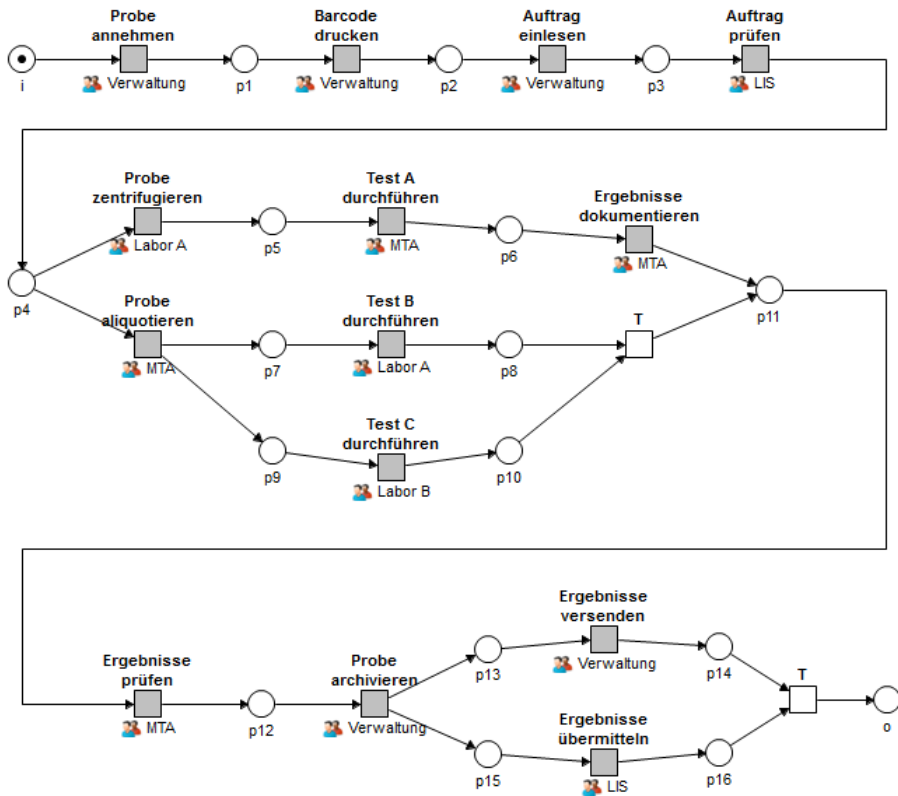 Probe
annehmen
Barcode
drucken
Auftrag
einlesen
Auftrag
prüfen
i
Verwaltung
p1
Verwaltung
p2
Verwaltung
p3
LIS
Probe
zentrifugieren
Test A
durchführen
Ergebnisse
dokumentieren
Labor A
p5
MTA
p6
MTA
p4
Probe
aliquotieren
Test B
durchführen
T
p11
MTA
p7
Labor A
p8
Test C
durchführen
p9
Labor B
p10
Ergebnisse
versenden
Ergebnisse
prüfen
Probe
archivieren
p13
Verwaltung
p14
T
MTA
p12
Verwaltung
Ergebnisse
übermitteln
o
p15
LIS
p16